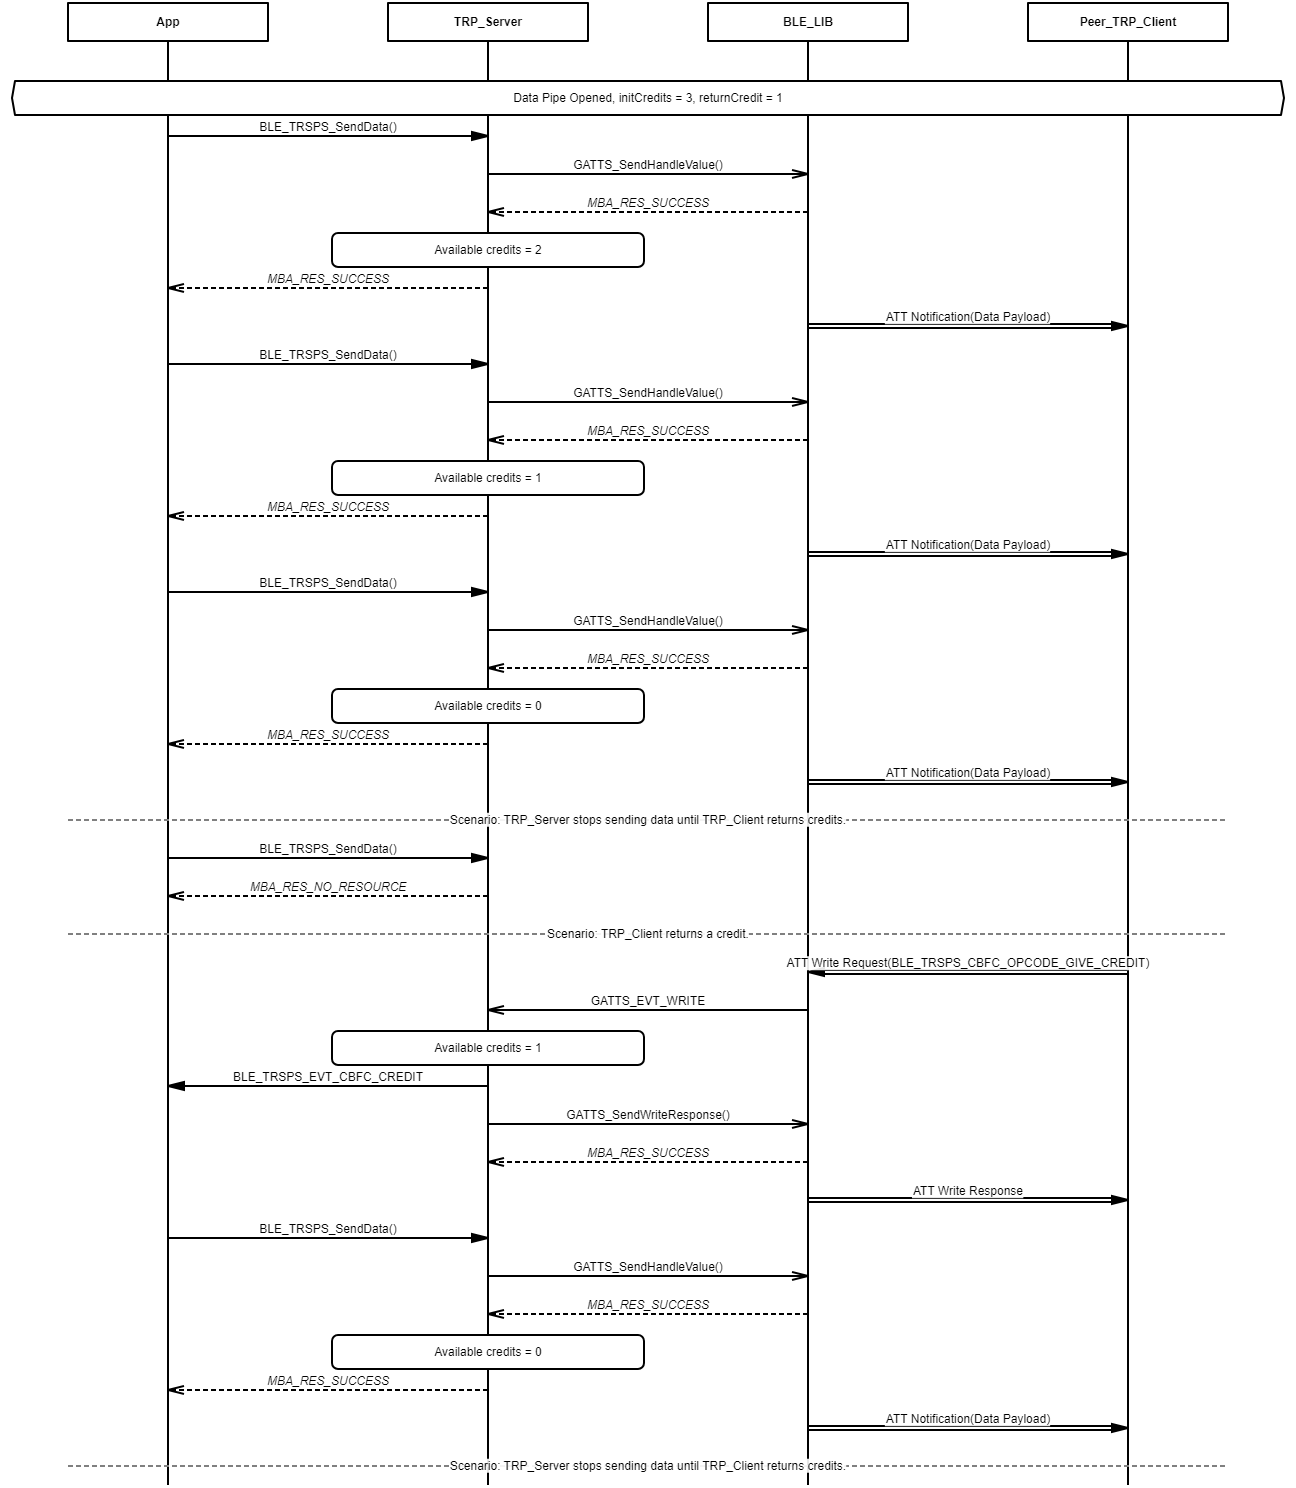 App
TRP_Server
BLE_LIB
Peer_TRP_Client
Data Pipe Opened, initCredits = 3, returnCredit = 1
BLE_TRSPS_SendData()
GATTS_SendHandleValue()
MBA_RES_SUCCESS
Available credits = 2
MBA_RES_SUCCESS
ATT Notification(Data Payload)
BLE_TRSPS_SendData()
GATTS_SendHandleValue()
MBA_RES_SUCCESS
Available credits = 1
MBA_RES_SUCCESS
ATT Notification(Data Payload)
BLE_TRSPS_SendData()
GATTS_SendHandleValue()
MBA_RES_SUCCESS
Available credits = 0
MBA_RES_SUCCESS
ATT Notification(Data Payload)
Scenario: TRP_Server stops sending data until TRP_Client returns credits.
BLE_TRSPS_SendData()
MBA_RES_NO_RESOURCE
Scenario: TRP_Client returns a credit.
ATT Write Request(BLE_TRSPS_CBFC_OPCODE_GIVE_CREDIT)
GATTS_EVT_WRITE
Available credits = 1
BLE_TRSPS_EVT_CBFC_CREDIT
GATTS_SendWriteResponse()
MBA_RES_SUCCESS
ATT Write Response
BLE_TRSPS_SendData()
GATTS_SendHandleValue()
MBA_RES_SUCCESS
Available credits = 0
MBA_RES_SUCCESS
ATT Notification(Data Payload)
Scenario: TRP_Server stops sending data until TRP_Client returns credits.